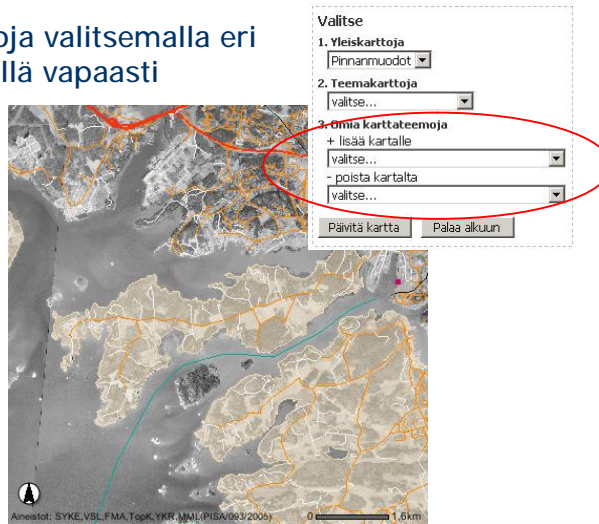 oja valitsemalla eri
llä vapaasti
Valitse
1. Yleiskarttoja
Pinnanmuodot
2. Teemakarttoja
valitse...
3. Omia karttateemoja
+ lisää kartalle
valitse...
- poista kartalta
valitse...
Päivitä kartta Palaa alkuun
Aineistot: SYKE,VSL,FMA,TopK,YKR,MML(PISA/093/2005) 0 1,6km